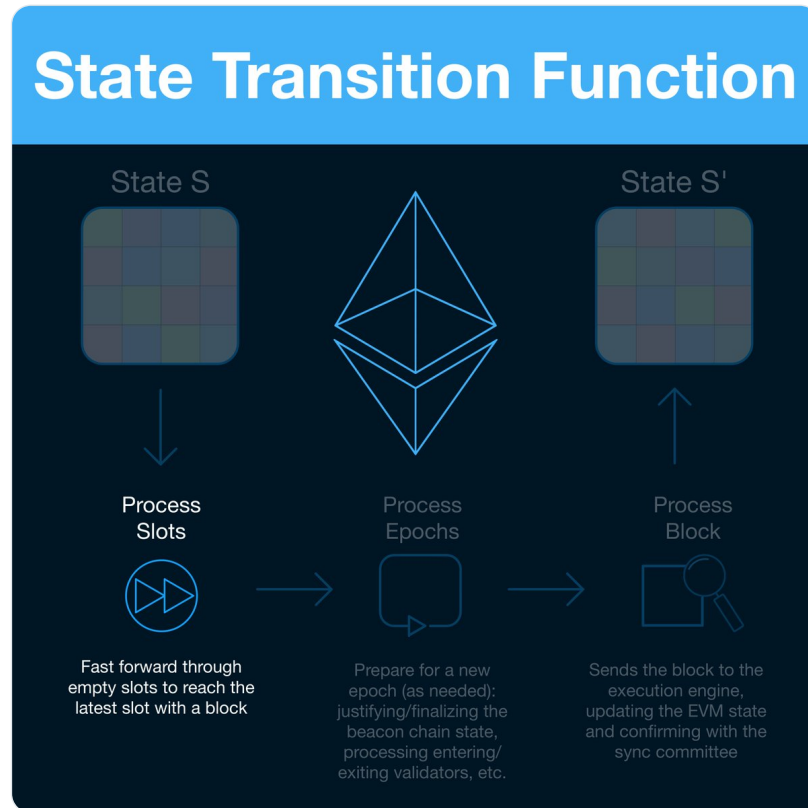 State Transition Function
State S
State S'
Process
Slots
Fast forward through
empty slots to reach the
latest slot with a block
Process
Epochs
Prepare for a new
epoch (as needed):
justifying/finalizing the
beacon chain state,
processing entering/
exiting validators, etc.
Process
Block
Sends the block to the
execution engine,
updating the EVM state
and confirming with the
sync committee